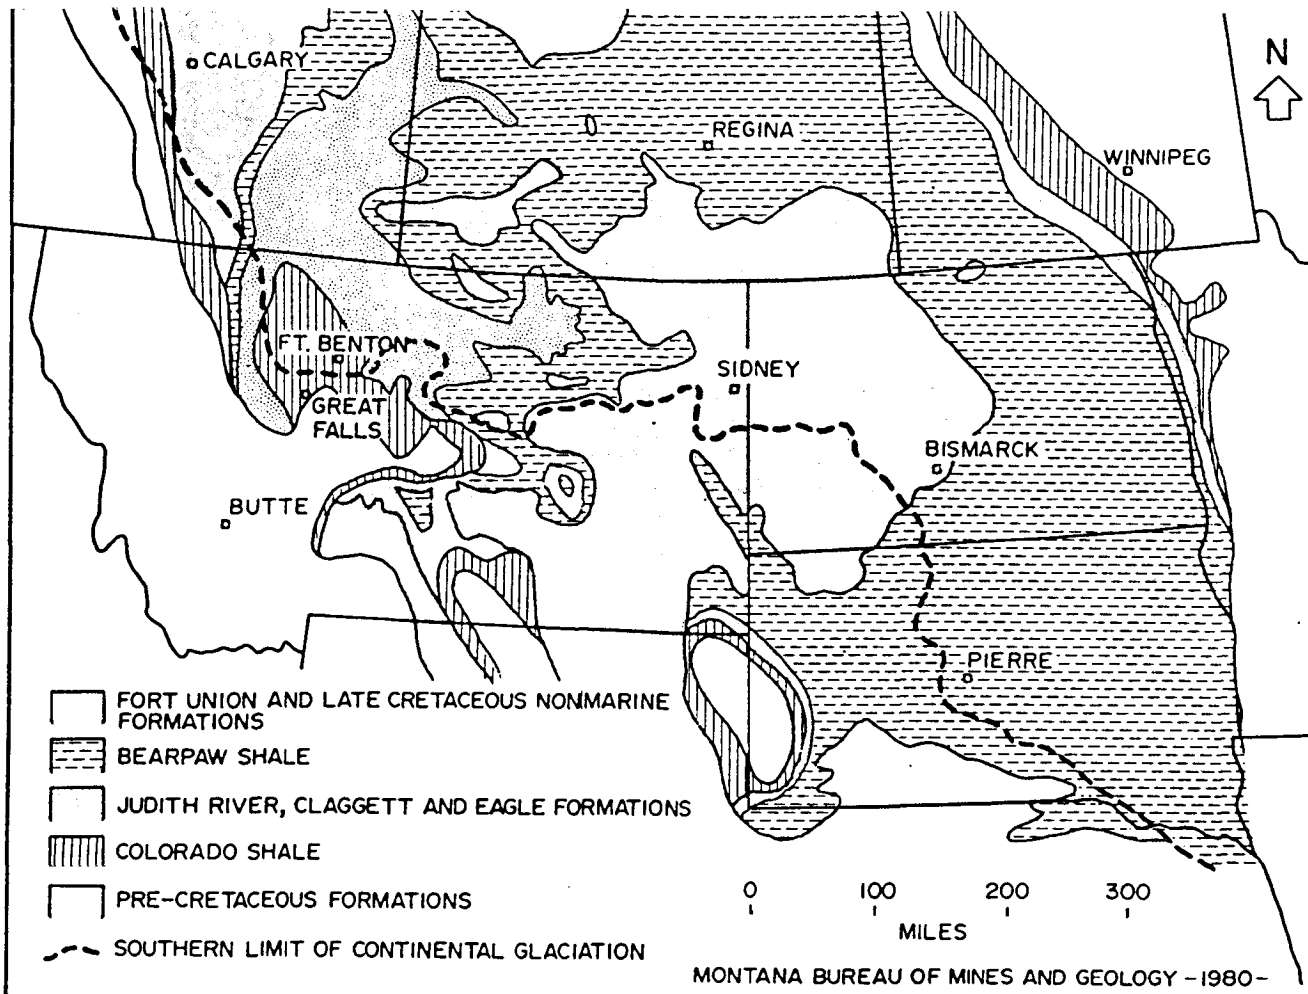 CALGARY
N
REGINA
WINNIPEG
FT. BENTON
SIDNEY
GREAT
FALLS
BISMARCK
BUTTE
PIERRE
FORT UNION AND LATE CRETACEOUS NONMARINE
FORMATIONS
BEARPAW SHALE
JUDITH RIVER, CLAGGETT AND EAGLE FORMATIONS
COLORADO SHALE
PRE-CRETACEOUS FORMATIONS
SOUTHERN LIMIT OF CONTINENTAL GLACIATION
0 100 200 300
MILES
MONTANA BUREAU OF MINES AND GEOLOGY -1980-